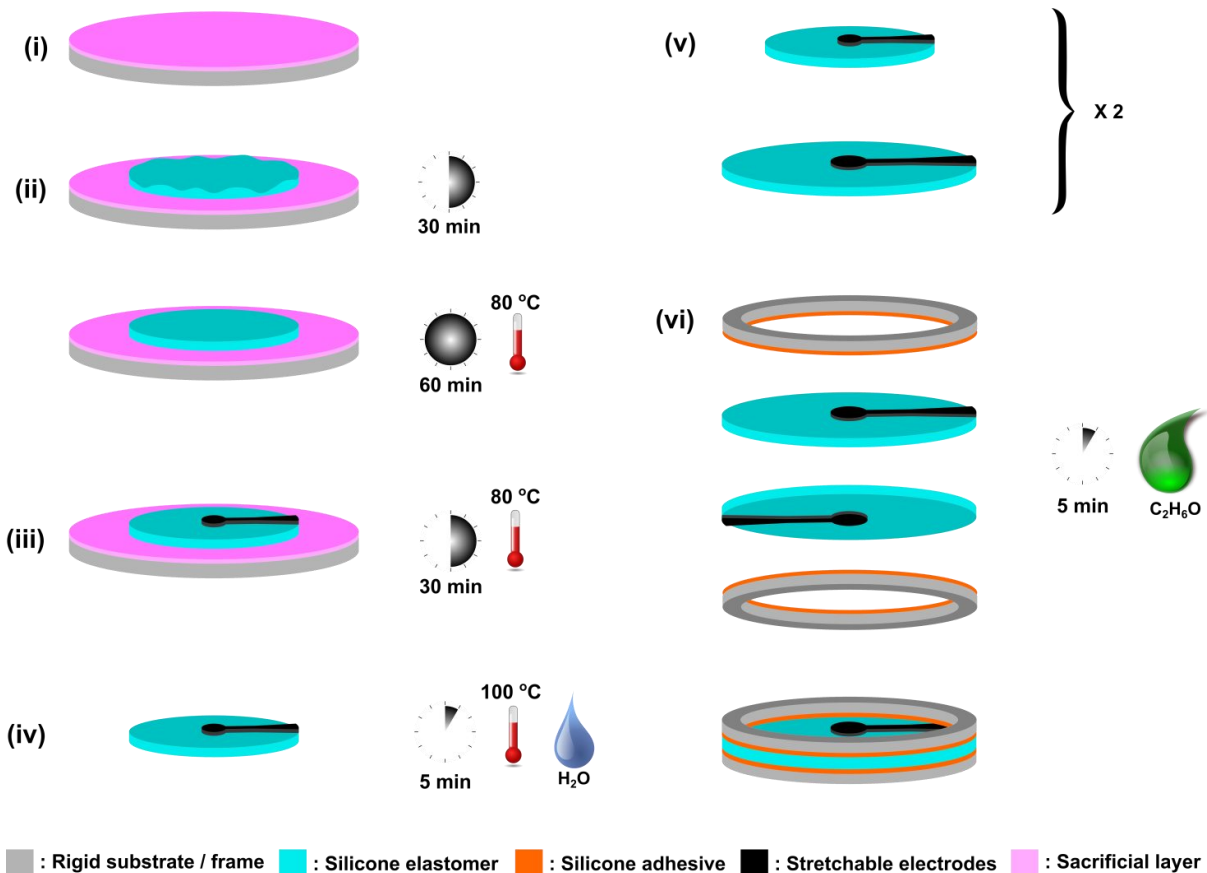 (i)
(ii)
30 min
80 °C
60 min
(iii)
80 °C
30 min
(iv)
100 °C
5 min
H₂O
(v)
X 2
(vi)
5 min
C₂H₆O
: Rigid substrate / frame : Silicone elastomer : Silicone adhesive : Stretchable electrodes : Sacrificial layer